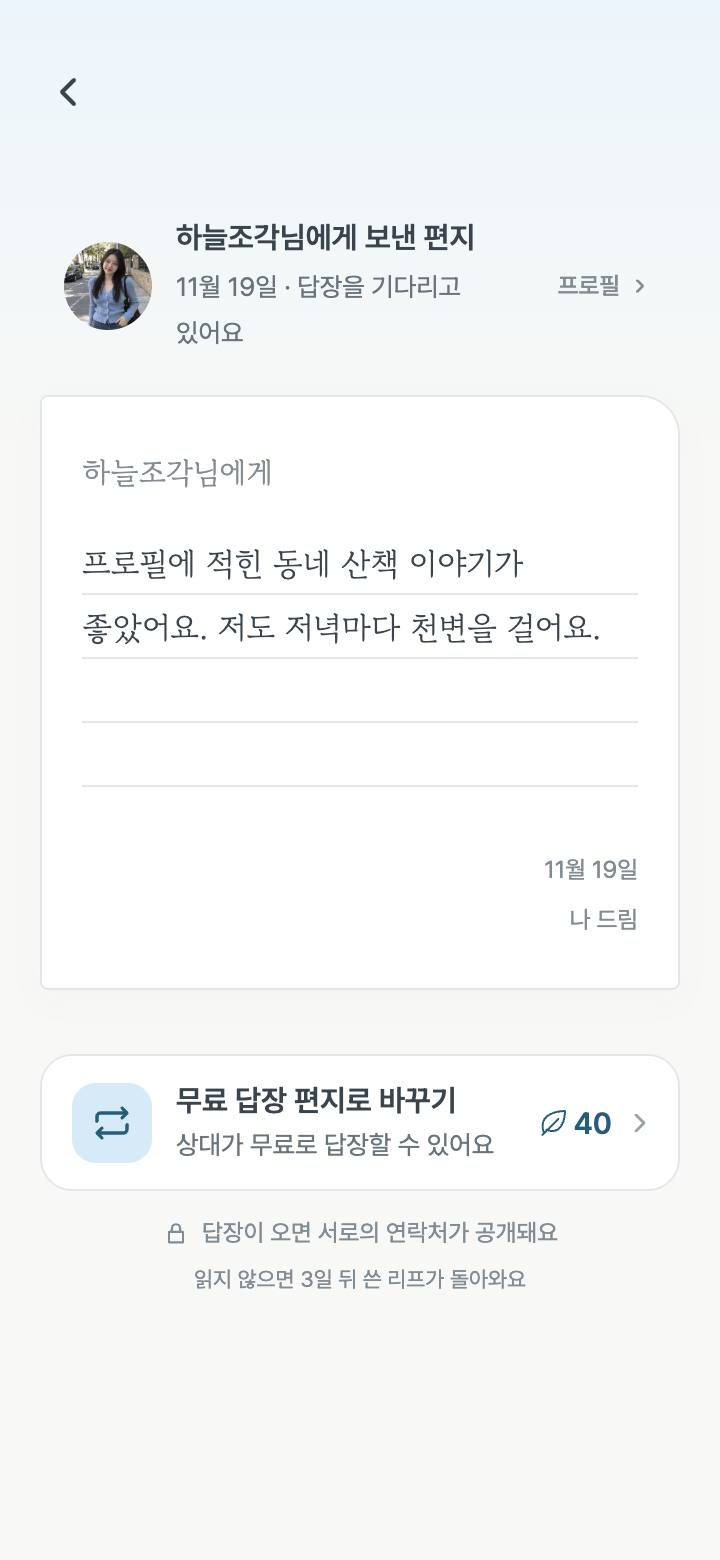 하늘조각님에게 보낸 편지
11월 19일 · 답장을 기다리고
있어요
프로필
하늘조각님에게
프로필에 적힌 동네 산책 이야기가
좋았어요. 저도 저녁마다 천변을 걸어요.
11월 19일
나 드림
무료 답장 편지로 바꾸기
상대가 무료로 답장할 수 있어요
40
답장이 오면 서로의 연락처가 공개돼요
읽지 않으면 3일 뒤 쓴 리프가 돌아와요